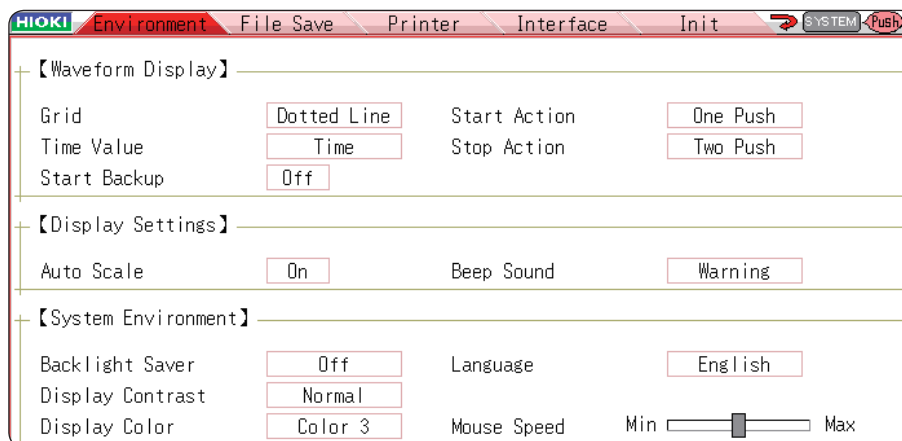 HIOKI Environment File Save Printer Interface Init SYSTEM Push
【Waveform Display】
Grid Dotted Line Start Action One Push
Time Value Time Stop Action Two Push
Start Backup Off
【Display Settings】
Auto Scale On Beep Sound Warning
【System Environment】
Backlight Saver Off Language English
Display Contrast Normal
Display Color Color 3 Mouse Speed Min Max